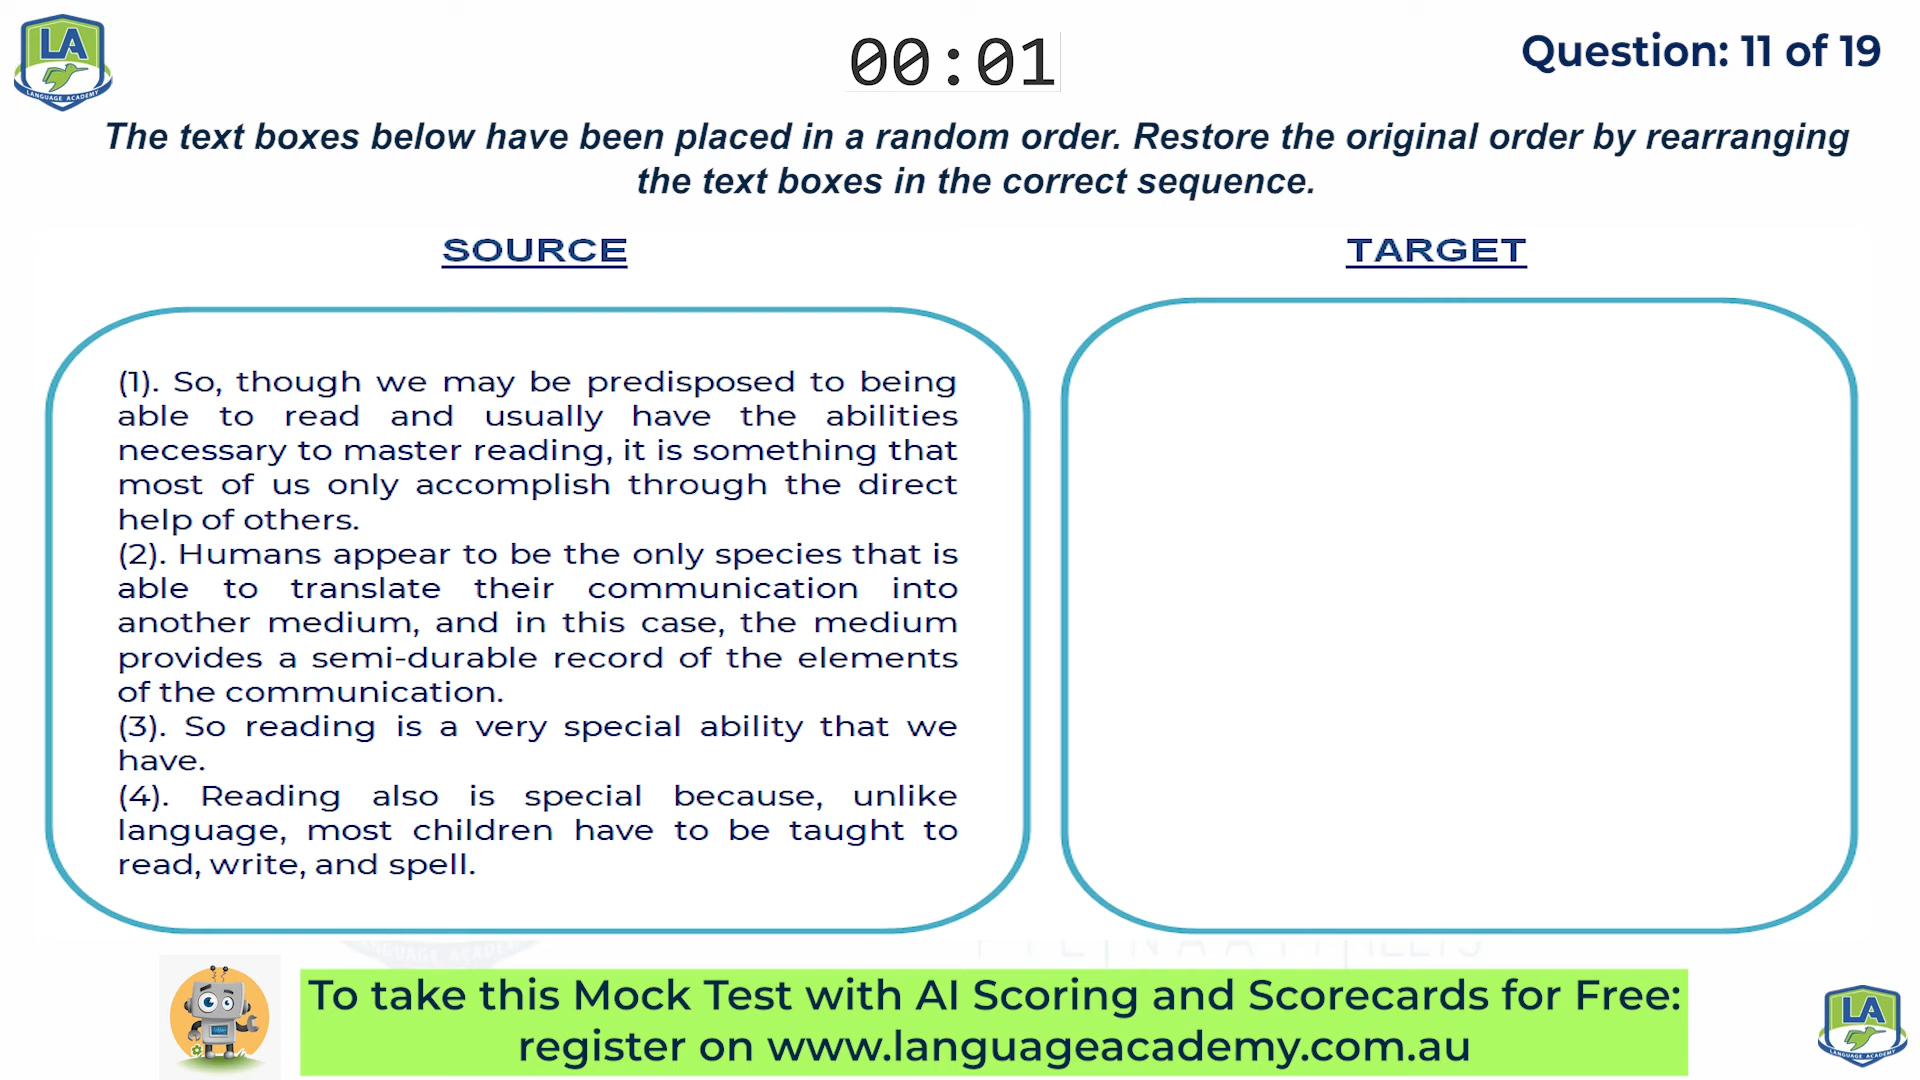 LA
LANGUAGE ACADEMY
00:01
Question: 11 of 19
The text boxes below have been placed in a random order. Restore the original order by rearranging
the text boxes in the correct sequence.
SOURCE
TARGET
(1). So, though we may be predisposed to being
able to read and usually have the abilities
necessary to master reading, it is something that
most of us only accomplish through the direct
help of others.
(2). Humans appear to be the only species that is
able to translate their communication into
another medium, and in this case, the medium
provides a semi-durable record of the elements
of the communication.
(3). So reading is a very special ability that we
have.
(4). Reading also is special because, unlike
language, most children have to be taught to
read, write, and spell.
To take this Mock Test with AI Scoring and Scorecards for Free:
register on www.languageacademy.com.au
LA
LANGUAGE ACADEMY